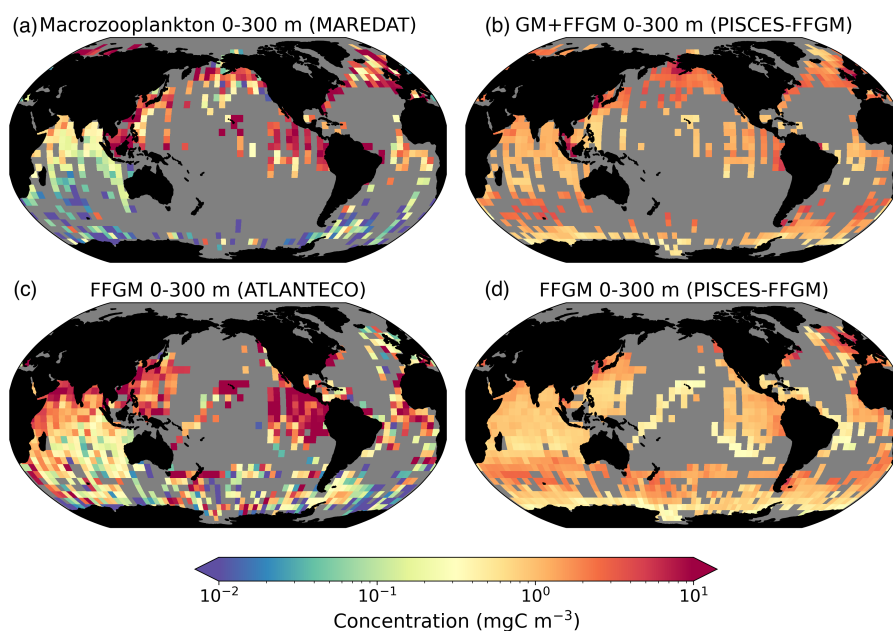 (a) Macrozooplankton 0-300 m (MAREDAT)
(b) GM+FFGM 0-300 m (PISCES-FFGM)
(c) FFGM 0-300 m (ATLANTECO)
(d) FFGM 0-300 m (PISCES-FFGM)
10⁻² 10⁻¹ 10⁰ 10¹
Concentration (mgC m⁻³)